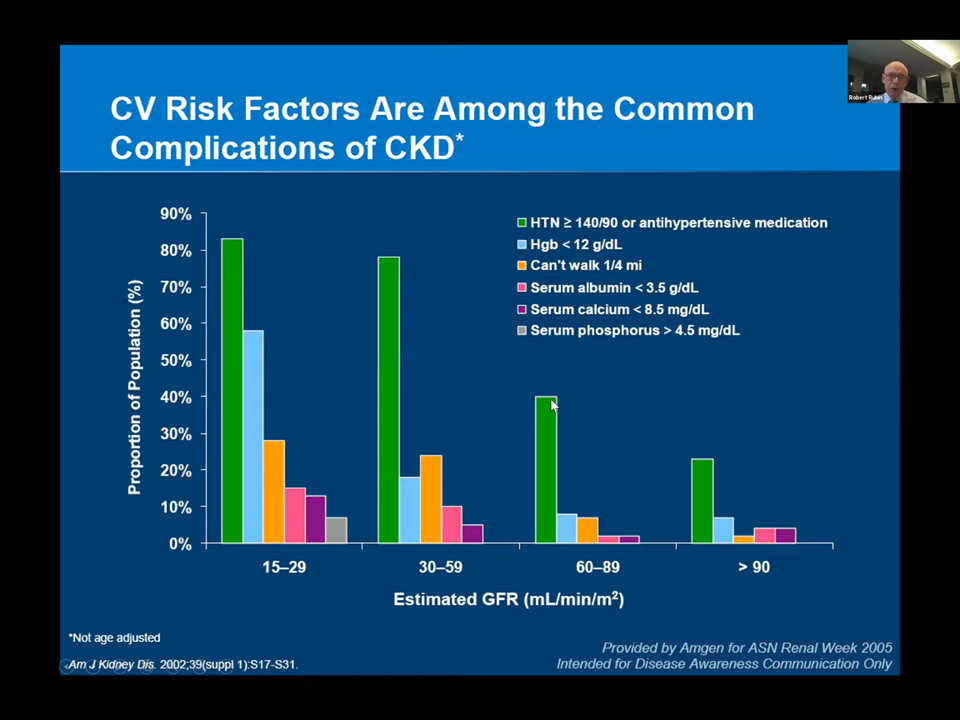 Robert Rubin
CV Risk Factors Are Among the Common
Complications of CKD*
90%
80%
70%
60%
50%
40%
30%
20%
10%
0%
Proportion of Population (%)
HTN ≥ 140/90 or antihypertensive medication
Hgb < 12 g/dL
Can't walk 1/4 mi
Serum albumin < 3.5 g/dL
Serum calcium < 8.5 mg/dL
Serum phosphorus > 4.5 mg/dL
15–29 30–59 60–89 > 90
Estimated GFR (mL/min/m²)
*Not age adjusted
Am J Kidney Dis. 2002;39(suppl 1):S17-S31.
Provided by Amgen for ASN Renal Week 2005
Intended for Disease Awareness Communication Only